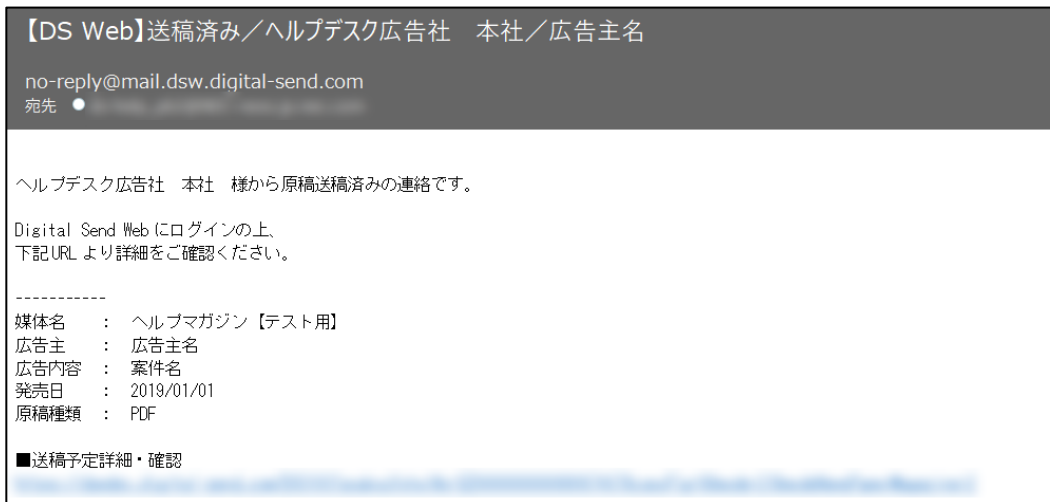 【DS Web】送稿済み／ヘルプデスク広告社　本社／広告主名
no-reply@mail.dsw.digital-send.com
宛先
ヘルプデスク広告社　本社　様から原稿送稿済みの連絡です。
Digital Send Webにログインの上、
下記URLより詳細をご確認ください。
-----------
媒体名　　：　ヘルプマガジン【テスト用】
広告主　　：　広告主名
広告内容　：　案件名
発売日　　：　2019/01/01
原稿種類　：　PDF
■送稿予定詳細・確認